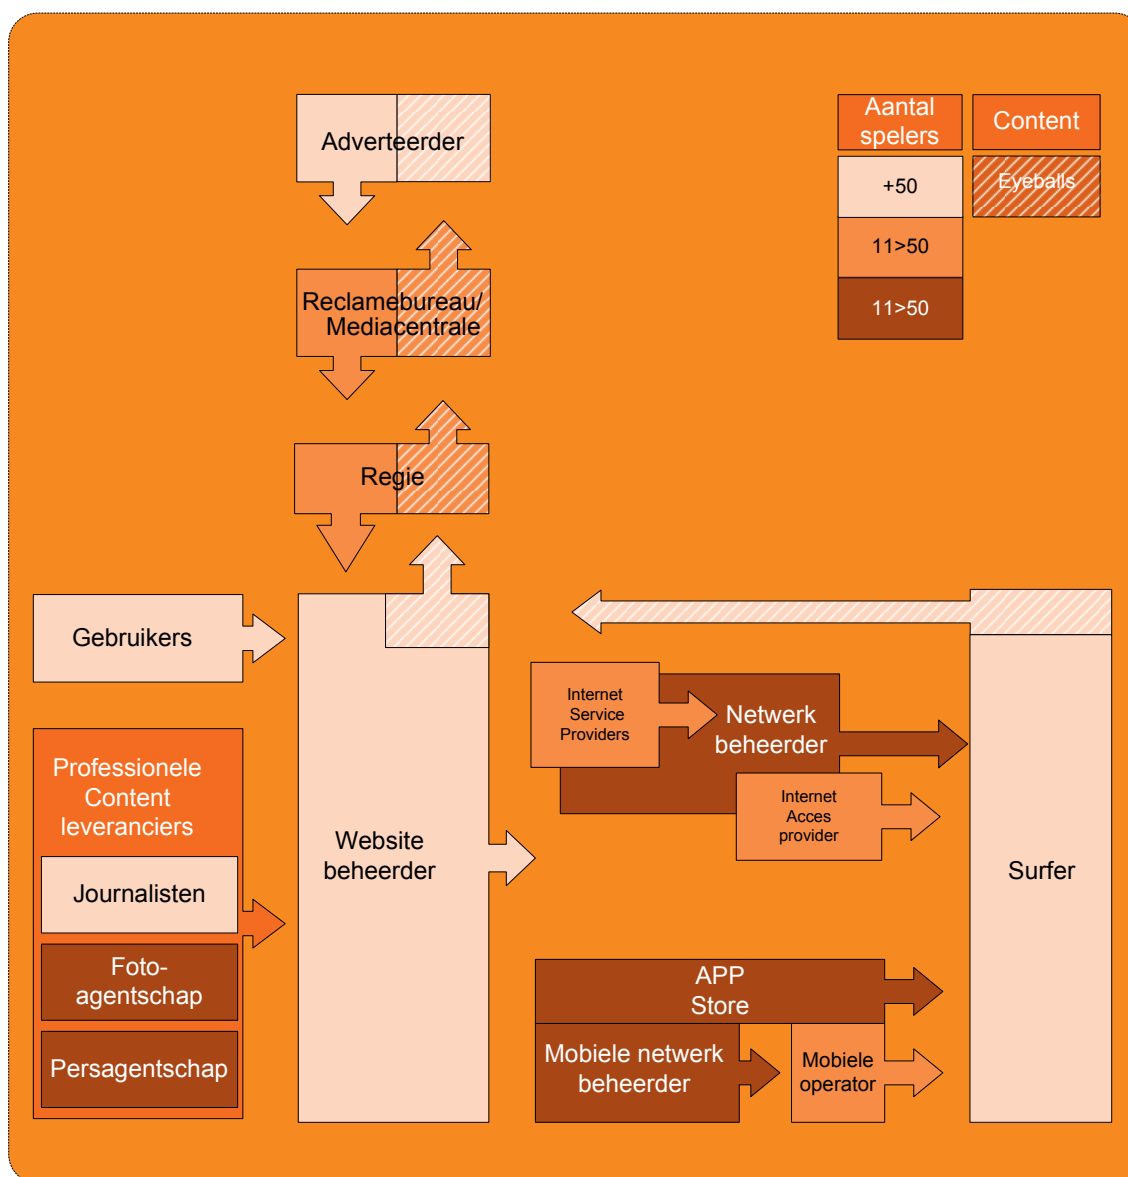 Adverteerder
Aantal
spelers
Content
+50
Eyeballs
11>50
11>50
Reclamebureau/
Mediacentrale
Regie
Gebruikers
Internet
Service
Providers
Netwerk
beheerder
Internet
Acces
provider
Professionele
Content
leveranciers
Journalisten
Foto-
agentschap
Persagentschap
Website
beheerder
Surfer
APP
Store
Mobiele netwerk
beheerder
Mobiele
operator